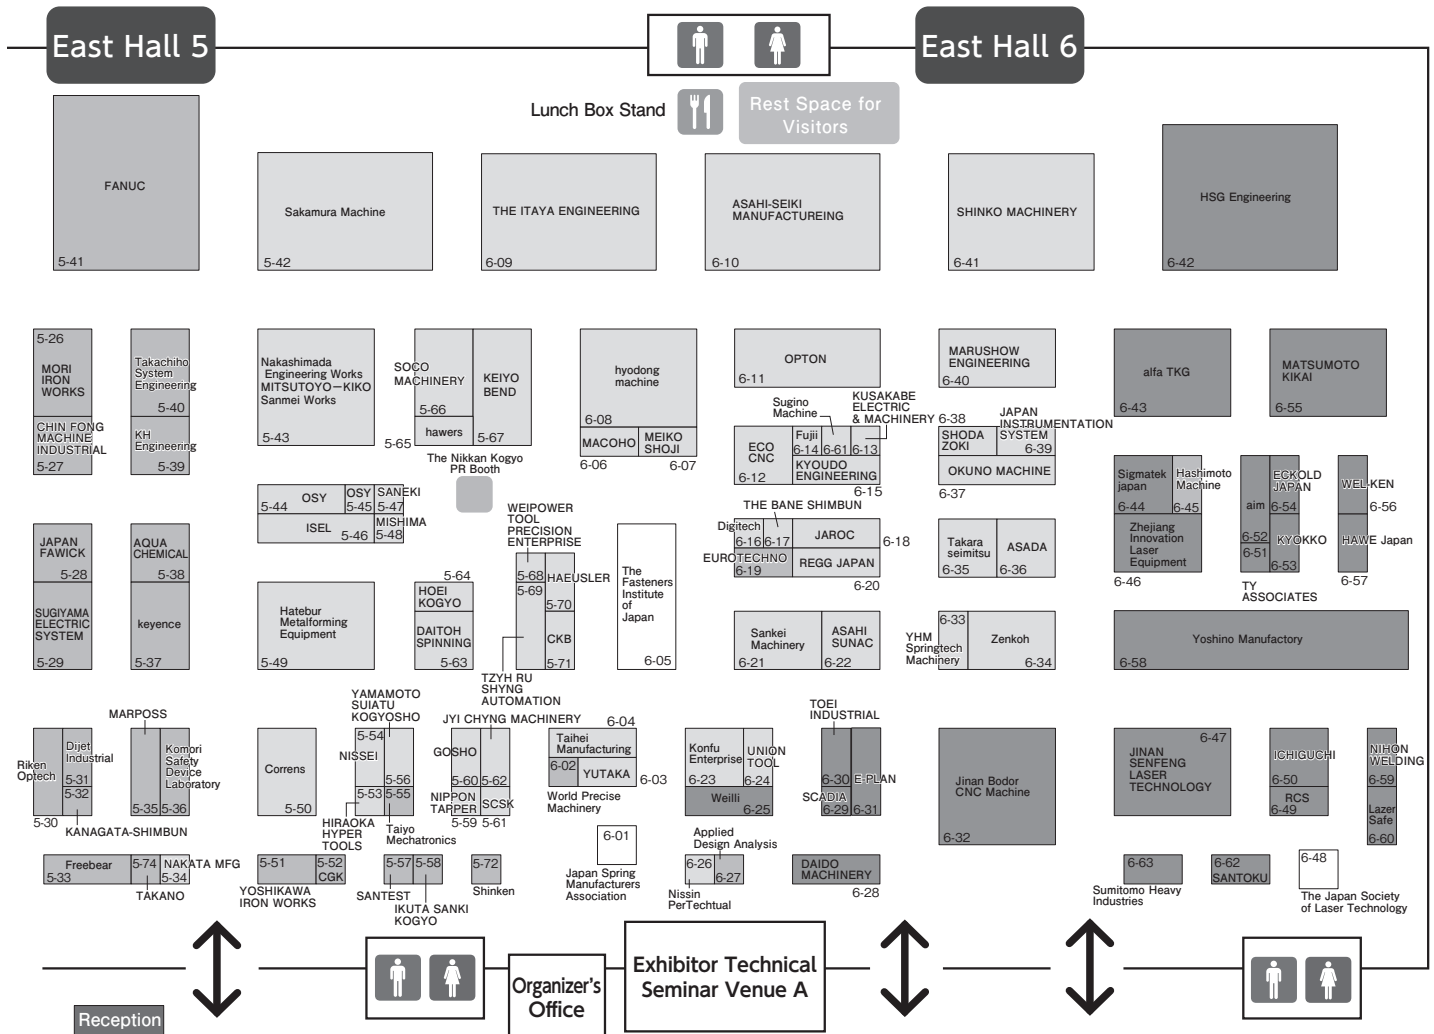 East Hall 5
East Hall 6
Lunch Box Stand
Rest Space for
Visitors
FANUC
5-41
Sakamura Machine
5-42
THE ITAYA ENGINEERING
6-09
ASAHI-SEIKI
MANUFACTUREING
6-10
SHINKO MACHINERY
6-41
HSG Engineering
6-42
5-26
MORI
IRON
WORKS
CHIN FONG
MACHINE
INDUSTRIAL
5-27
Takachiho
System
Engineering
5-40
KH
Engineering
5-39
Nakashimada
Engineering Works
MITSUTOYO-KIKO
Sanmei Works
5-43
SOCO
MACHINERY
5-66
hawers
5-65
KEIYO
BEND
5-67
The Nikkan Kogyo
PR Booth
hyodong
machine
6-08
MACOHO
6-06
MEIKO
SHOJI
6-07
OPTON
6-11
Sugino
Machine
KUSAKABE
ELECTRIC
& MACHINERY
ECO
CNC
6-12
Fujii
6-14
6-61
6-13
KYOUDO
ENGINEERING
6-15
MARUSHOW
ENGINEERING
6-40
6-38
SHODA
ZOKI
JAPAN
INSTRUMENTATION
SYSTEM
6-39
OKUNO MACHINE
6-37
alfa TKG
6-43
MATSUMOTO
KIKAI
6-55
Sigmatek
japan
6-44
Hashimoto
Machine
6-45
Zhejiang
Innovation
Laser
Equipment
6-46
aim
6-52
6-51
ECKOLD
JAPAN
6-54
KYOKKO
6-53
TY
ASSOCIATES
WEL-KEN
6-56
HAWE Japan
6-57
OSY
5-44
OSY
5-45
SANEKI
5-47
ISEL
5-46
MISHIMA
5-48
WEIPOWER
TOOL
PRECISION
ENTERPRISE
5-68
5-69
HAEUSLER
5-70
CKB
5-71
TZYH RU
SHYNG
AUTOMATION
The
Fasteners
Institute
of
Japan
6-05
THE BANE SHIMBUN
Digitech
6-16
6-17
JAROC
6-18
EUROTECHNO
6-19
REGG JAPAN
6-20
Takara
seimitsu
6-35
ASADA
6-36
JAPAN
FAWICK
5-28
SUGIYAMA
ELECTRIC
SYSTEM
5-29
AQUA
CHEMICAL
5-38
keyence
5-37
Hatebur
Metalforming
Equipment
5-49
5-64
HOEI
KOGYO
DAITOH
SPINNING
5-63
Sankei
Machinery
6-21
ASAHI
SUNAC
6-22
6-33
YHM
Springtech
Machinery
Zenkoh
6-34
Yoshino Manufactory
6-58
MARPOSS
Riken
Optech
5-30
Dijet
Industrial
5-31
5-32
KANAGATA-SHIMBUN
5-35
Komori
Safety
Device
Laboratory
5-36
Correns
5-50
YAMAMOTO
SUIATU
KOGYOSHO
5-54
NISSEI
5-56
5-53
5-55
HIRAOKA
HYPER
TOOLS
Taiyo
Mechatronics
JYI CHYNG MACHINERY
GOSHO
5-60
5-62
NIPPON
TAPPER
5-59
SCSK
5-61
6-04
Taihei
Manufacturing
6-02
YUTAKA
6-03
World Precise
Machinery
Konfu
Enterprise
6-23
UNION
TOOL
6-24
Weilli
6-25
TOEI
INDUSTRIAL
6-30
SCADIA
6-29
E-PLAN
6-31
Jinan Bodor
CNC Machine
6-32
6-47
JINAN
SENFENG
LASER
TECHNOLOGY
ICHIGUCHI
6-50
RCS
6-49
NIHON
WELDING
6-59
Lazer
Safe
6-60
Freebear
5-33
5-74
TAKANO
NAKATA MFG
5-34
5-51
YOSHIKAWA
IRON WORKS
5-52
CGK
5-57
SANTEST
5-58
IKUTA SANKI
KOGYO
5-72
Shinken
6-01
Japan Spring
Manufacturers
Association
Applied
Design Analysis
6-26
6-27
Nissin
PerTechtual
DAIDO
MACHINERY
6-28
6-63
Sumitomo Heavy
Industries
6-62
SANTOKU
6-48
The Japan Society
of Laser Technology
Organizer's
Office
Exhibitor Technical
Seminar Venue A
Reception